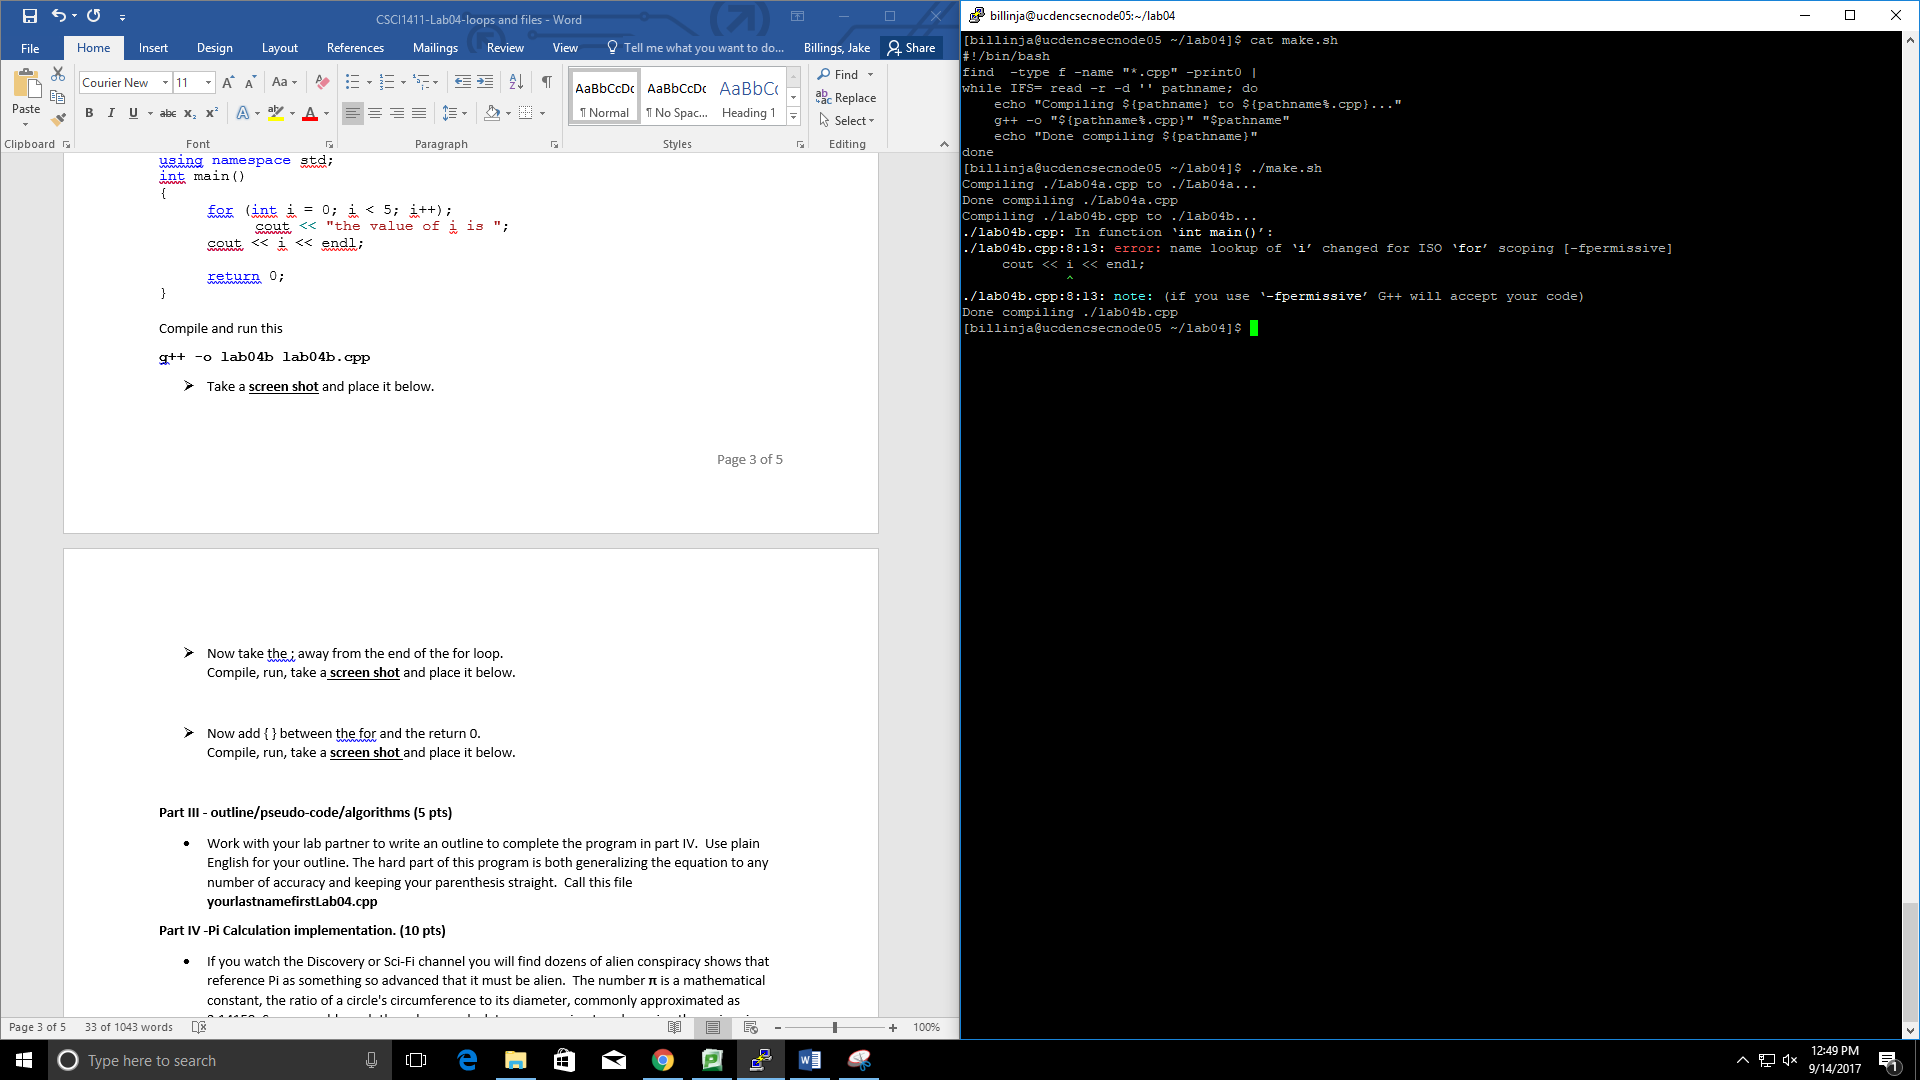 CSCI1411-Lab04-loops and files - Word
File Home Insert Design Layout References Mailings Review View Tell me what you want to do... Billings, Jake Share
Paste
Courier New 11
Aa
B I U abc x₂ x²
AaBbCcDc AaBbCcDc AaBbCc
¶ Normal ¶ No Spac... Heading 1
Find
Replace
Select
Clipboard Font Paragraph Styles Editing
using namespace std;
int main()
{
for (int i = 0; i < 5; i++);
cout << "the value of i is ";
cout << i << endl;
return 0;
}
Compile and run this
g++ -o lab04b lab04b.cpp
➢ Take a screen shot and place it below.
Page 3 of 5
➢ Now take the ; away from the end of the for loop.
Compile, run, take a screen shot and place it below.
➢ Now add { } between the for and the return 0.
Compile, run, take a screen shot and place it below.
Part III - outline/pseudo-code/algorithms (5 pts)
• Work with your lab partner to write an outline to complete the program in part IV.  Use plain
English for your outline. The hard part of this program is both generalizing the equation to any
number of accuracy and keeping your parenthesis straight.  Call this file
yourlastnamefirstLab04.cpp
Part IV -Pi Calculation implementation. (10 pts)
• If you watch the Discovery or Sci-Fi channel you will find dozens of alien conspiracy shows that
reference Pi as something so advanced that it must be alien.  The number π is a mathematical
constant, the ratio of a circle's circumference to its diameter, commonly approximated as
Page 3 of 5 33 of 1043 words 100%
billinja@ucdencsecnode05:~/lab04
[billinja@ucdencsecnode05 ~/lab04]$ cat make.sh
#!/bin/bash
find  -type f -name "*.cpp" -print0 |
while IFS= read -r -d '' pathname; do
    echo "Compiling ${pathname} to ${pathname%.cpp}..."
    g++ -o "${pathname%.cpp}" "$pathname"
    echo "Done compiling ${pathname}"
done
[billinja@ucdencsecnode05 ~/lab04]$ ./make.sh
Compiling ./Lab04a.cpp to ./Lab04a...
Done compiling ./Lab04a.cpp
Compiling ./lab04b.cpp to ./lab04b...
./lab04b.cpp: In function ‘int main()’:
./lab04b.cpp:8:13: error: name lookup of ‘i’ changed for ISO ‘for’ scoping [-fpermissive]
     cout << i << endl;
             ^
./lab04b.cpp:8:13: note: (if you use ‘-fpermissive’ G++ will accept your code)
Done compiling ./lab04b.cpp
[billinja@ucdencsecnode05 ~/lab04]$
Type here to search
12:49 PM
9/14/2017
1